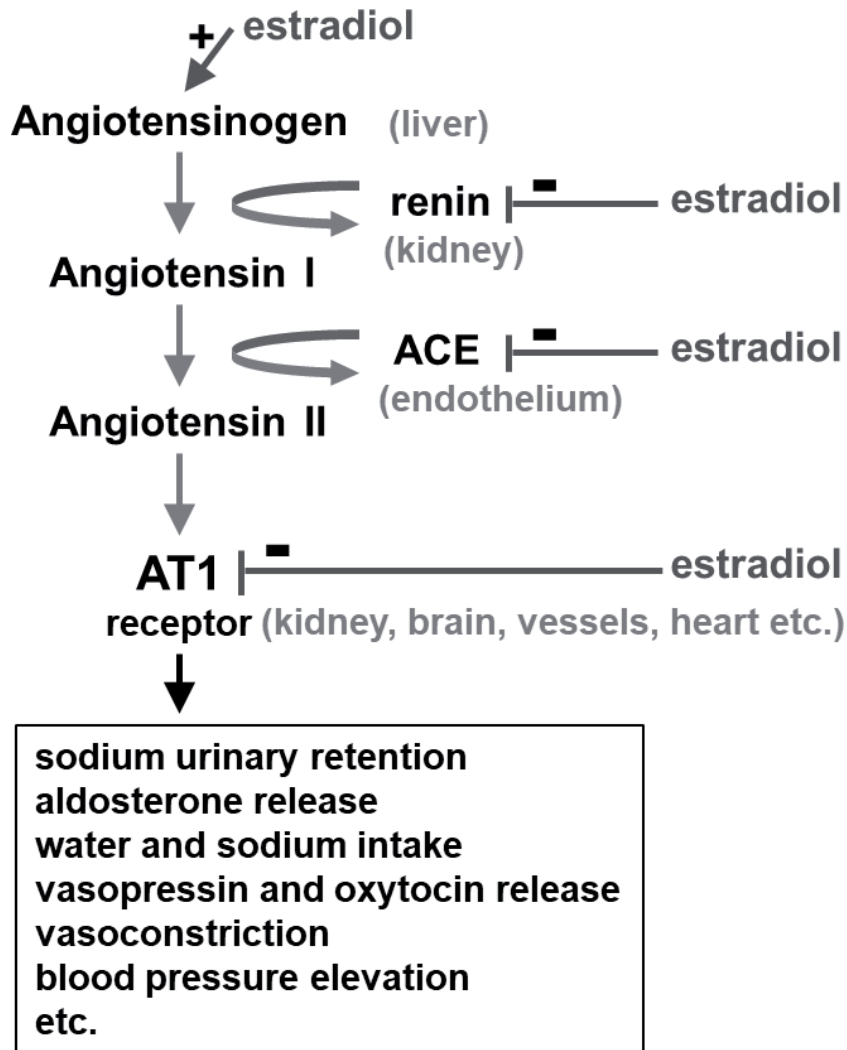 + estradiol
Angiotensinogen (liver)
renin - estradiol
(kidney)
Angiotensin I
ACE - estradiol
(endothelium)
Angiotensin II
AT1 - estradiol
receptor (kidney, brain, vessels, heart etc.)
sodium urinary retention
aldosterone release
water and sodium intake
vasopressin and oxytocin release
vasoconstriction
blood pressure elevation
etc.